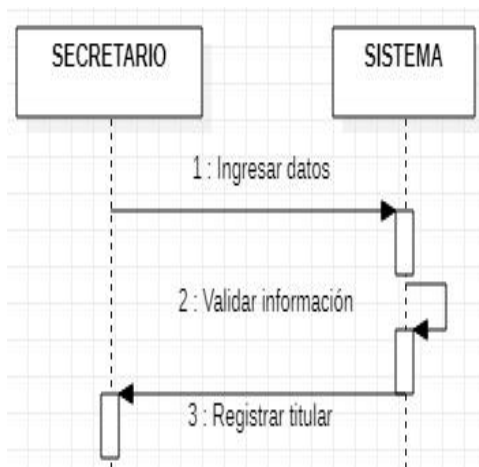 SECRETARIO
SISTEMA
1 : Ingresar datos
2 : Validar información
3 : Registrar titular